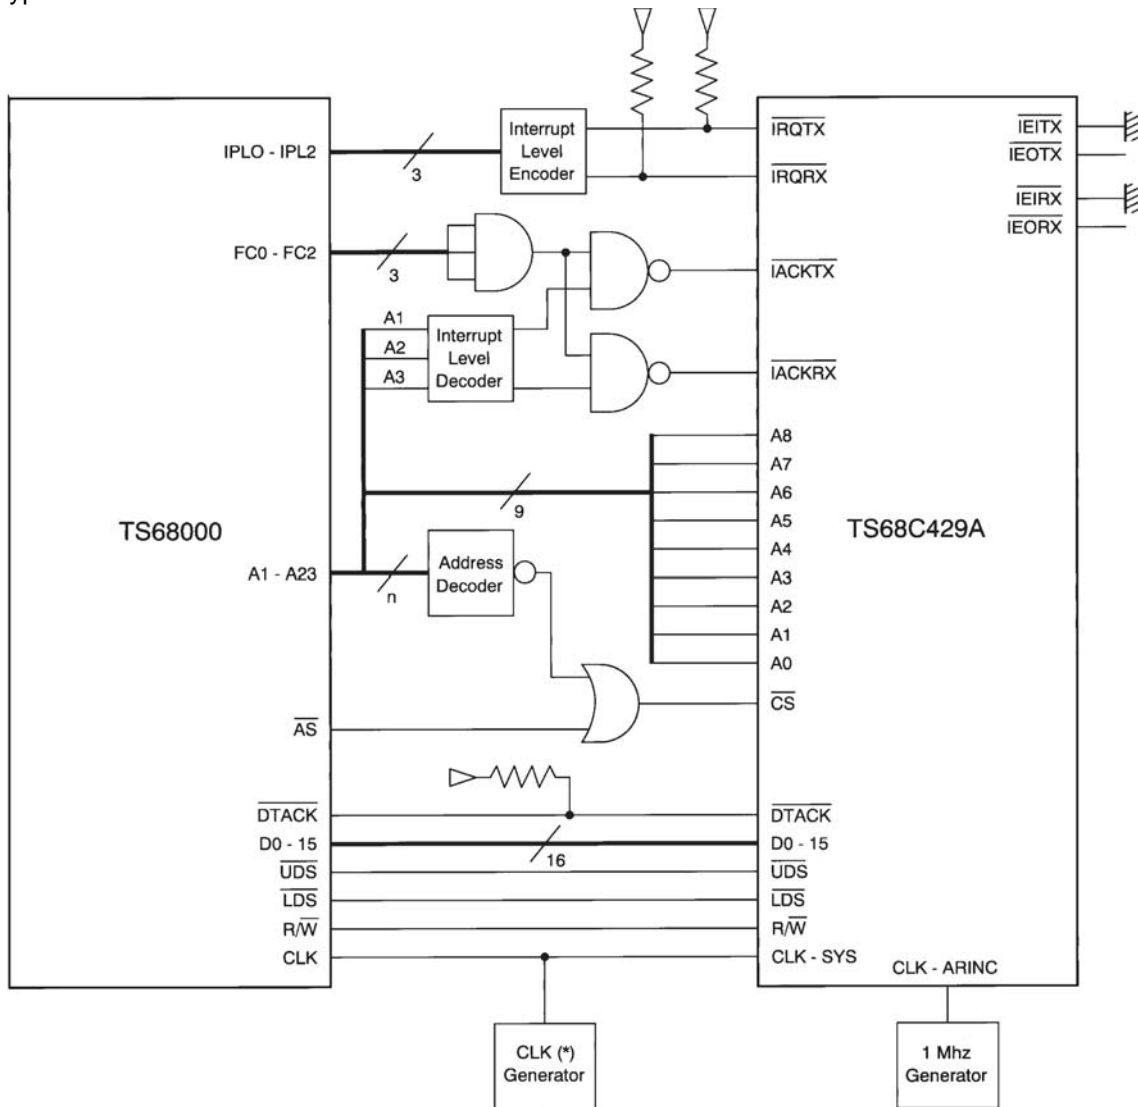 IPLO - IPL2
3
Interrupt
Level
Encoder
IRQTX
IRQRX
IEITX
IEOTX
IEIRX
IEORX
FC0 - FC2
3
IACKTX
A1
A2
A3
Interrupt
Level
Decoder
IACKRX
A8
A7
A6
A5
A4
A3
A2
A1
A0
9
TS68000
TS68C429A
A1 - A23
n
Address
Decoder
CS
AS
DTACK
DTACK
D0 - 15
16
D0 - 15
UDS
UDS
LDS
LDS
R/W
R/W
CLK
CLK - SYS
CLK - ARINC
CLK (*)
Generator
1 Mhz
Generator